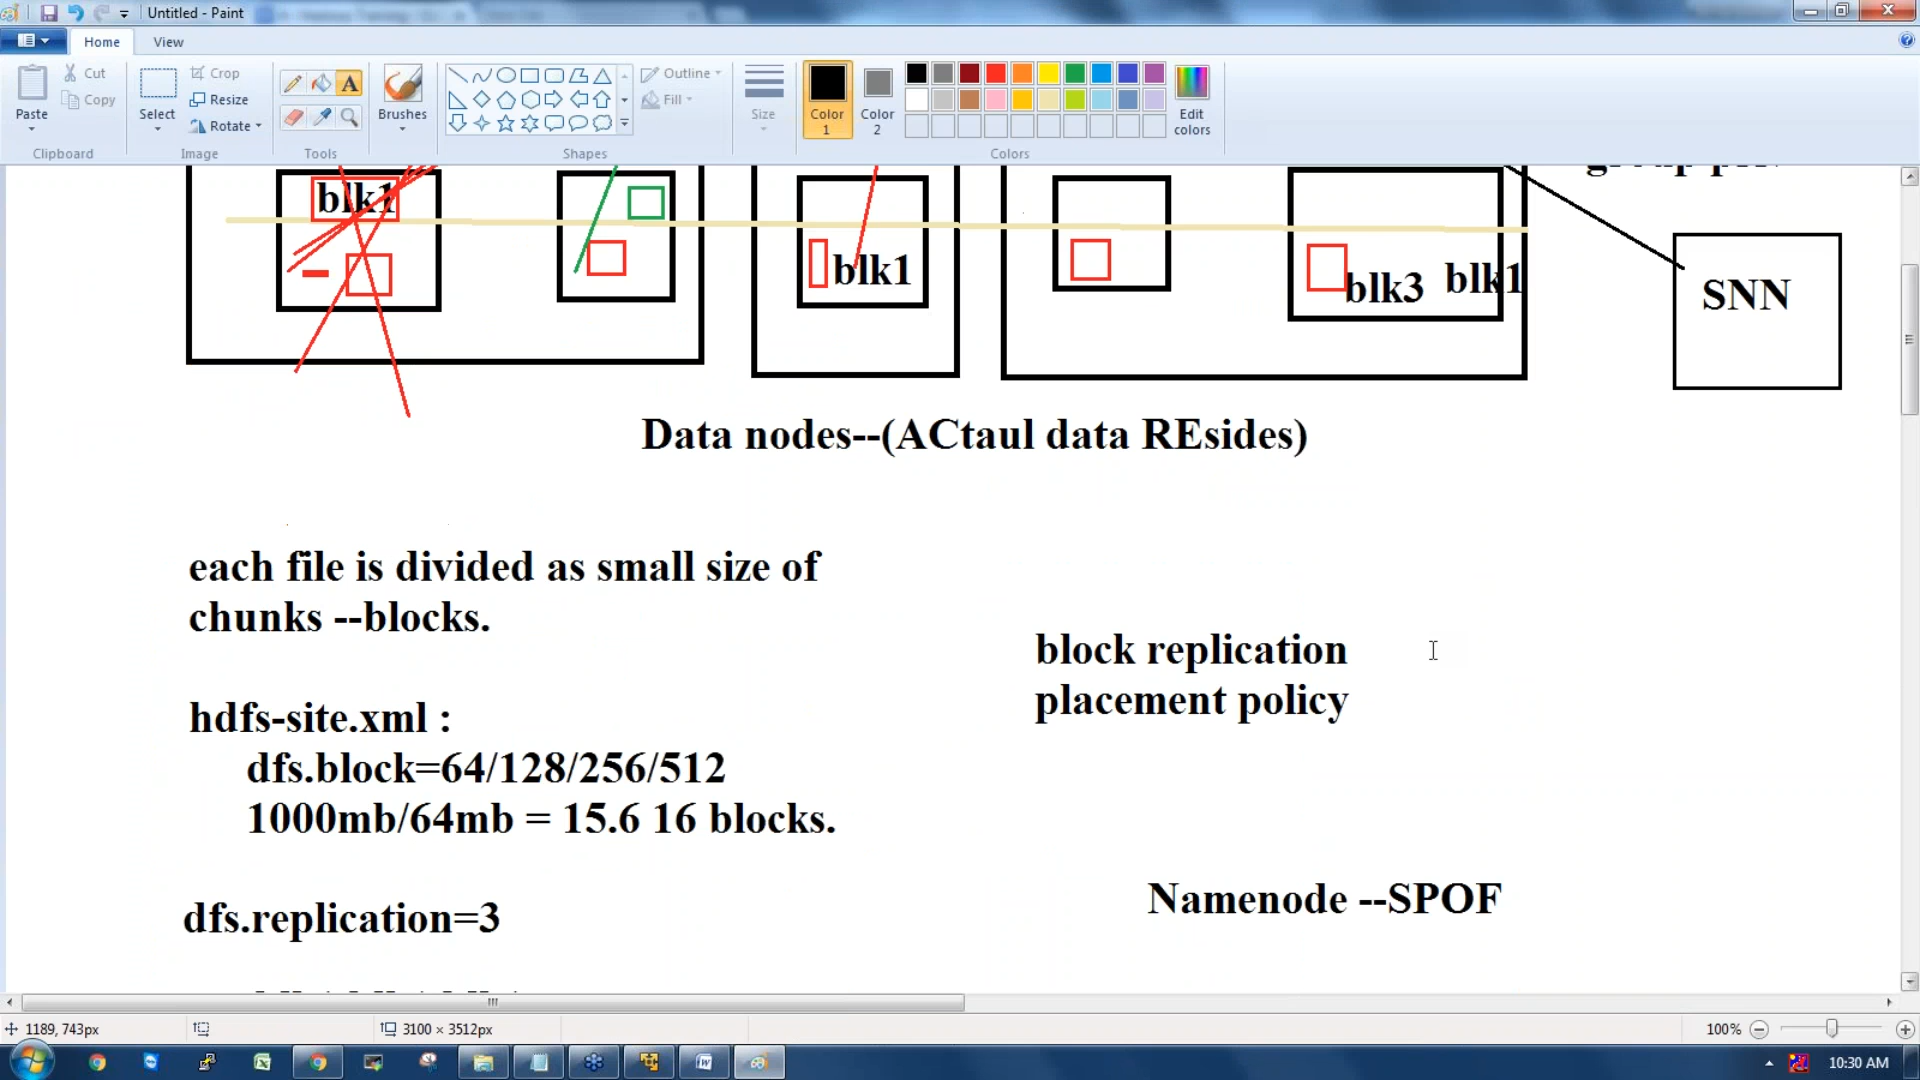 Untitled - Paint
Home
View
Paste
Cut
Copy
Clipboard
Select
Crop
Resize
Rotate
Image
Tools
Brushes
Shapes
Outline
Fill
Size
Color
1
Color
2
Edit
colors
Colors
blk1
blk1
blk3
blk1
SNN
Data nodes--(ACtaul data REsides)
each file is divided as small size of
chunks --blocks.
block replication
placement policy
hdfs-site.xml :
dfs.block=64/128/256/512
1000mb/64mb = 15.6 16 blocks.
Namenode --SPOF
dfs.replication=3
1189, 743px
3100 × 3512px
100%
10:30 AM